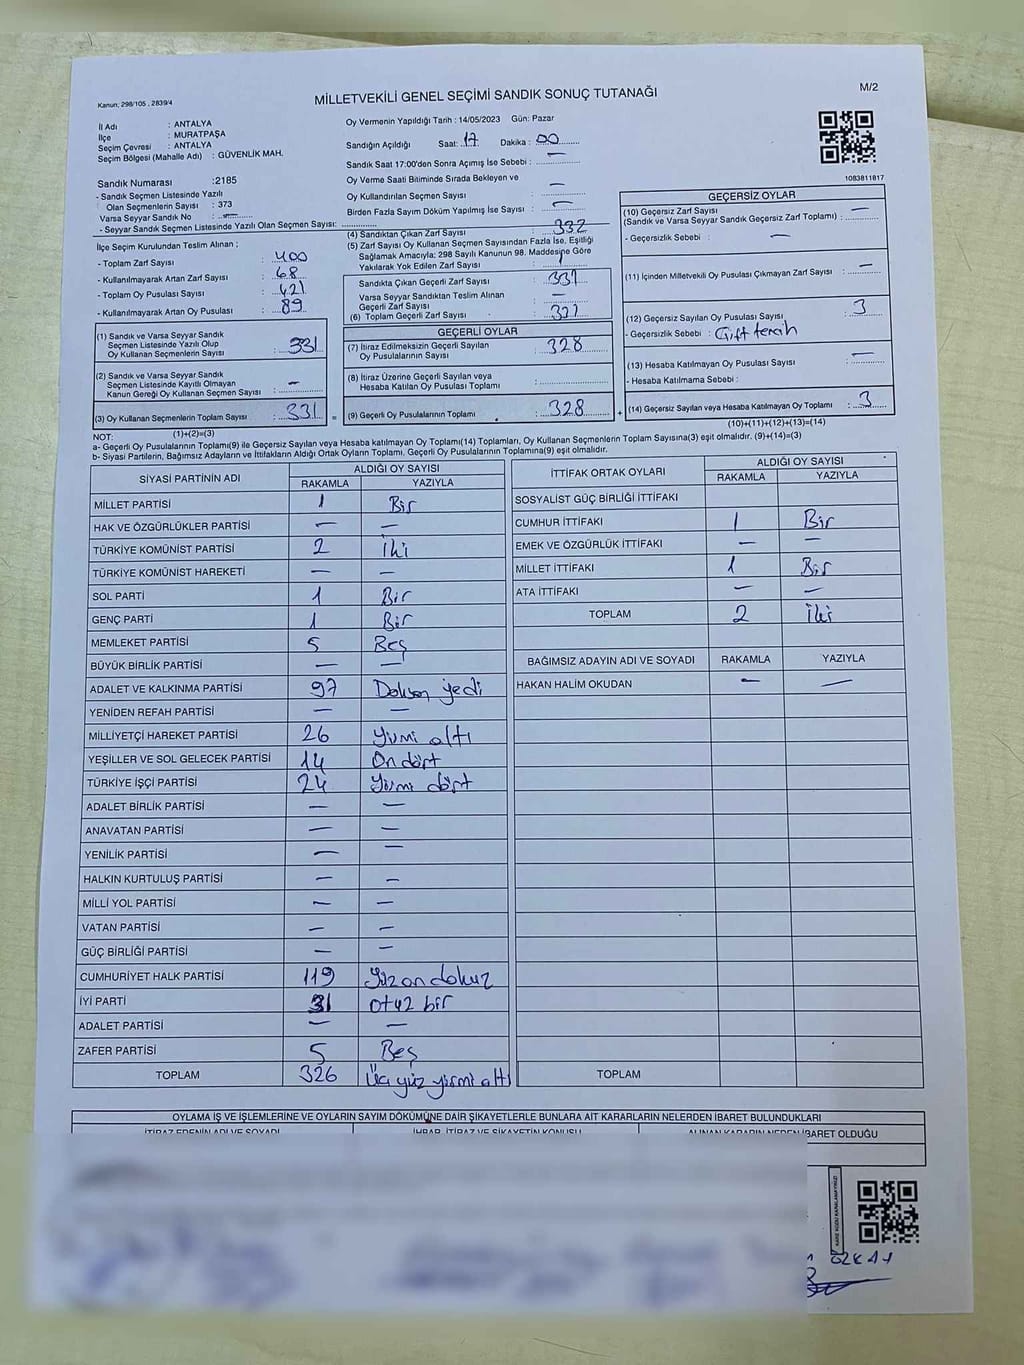 Kanun: 298/105 , 2839/4
MİLLETVEKİLİ GENEL SEÇİMİ SANDIK SONUÇ TUTANAĞI
M/2
İl Adı : ANTALYA
İlçe : MURATPAŞA
Seçim Çevresi : ANTALYA
Seçim Bölgesi (Mahalle Adı) : GÜVENLİK MAH.
Sandık Numarası :2185
- Sandık Seçmen Listesinde Yazılı
Olan Seçmenlerin Sayısı : 373
Varsa Seyyar Sandık No : —
- Seyyar Sandık Seçmen Listesinde Yazılı Olan Seçmen Sayısı:
İlçe Seçim Kurulundan Teslim Alınan ;
- Toplam Zarf Sayısı : 400
- Kullanılmayarak Artan Zarf Sayısı : 68
- Toplam Oy Pusulası Sayısı : 421
- Kullanılmayarak Artan Oy Pusulası : 89
(1) Sandık ve Varsa Seyyar Sandık
Seçmen Listesinde Yazılı Olup
Oy Kullanan Seçmenlerin Sayısı : 331
(2) Sandık ve Varsa Seyyar Sandık
Seçmen Listesinde Kayıtlı Olmayan
Kanun Gereği Oy Kullanan Seçmen Sayısı : —
(3) Oy Kullanan Seçmenlerin Toplam Sayısı : 331 =
(1)+(2)=(3)
Oy Vermenin Yapıldığı Tarih : 14/05/2023 Gün: Pazar
Sandığın Açıldığı Saat: 17 Dakika : 00
Sandık Saat 17:00'den Sonra Açımış İse Sebebi : —
Oy Verme Saati Bitiminde Sırada Bekleyen ve
Oy Kullandırılan Seçmen Sayısı : —
Birden Fazla Sayım Döküm Yapılmış İse Sayısı : —
(4) Sandıktan Çıkan Zarf Sayısı : 332
(5) Zarf Sayısı Oy Kullanan Seçmen Sayısından Fazla İse, Eşitliği
Sağlamak Amacıyla; 298 Sayılı Kanunun 98. Maddesine Göre
Yakılarak Yok Edilen Zarf Sayısı : 1
Sandıkta Çıkan Geçerli Zarf Sayısı : 331
Varsa Seyyar Sandıktan Teslim Alınan
Geçerli Zarf Sayısı : —
(6) Toplam Geçerli Zarf Sayısı : 331
GEÇERLİ OYLAR
(7) İtiraz Edilmeksizin Geçerli Sayılan
Oy Pusulalarının Sayısı : 328
(8) İtiraz Üzerine Geçerli Sayılan veya
Hesaba Katılan Oy Pusulası Toplamı :
(9) Geçerli Oy Pusulalarının Toplamı : 328 +
1083811817
GEÇERSİZ OYLAR
(10) Geçersiz Zarf Sayısı
(Sandık ve Varsa Seyyar Sandık Geçersiz Zarf Toplamı) : —
- Geçersizlik Sebebi : —
(11) İçinden Milletvekili Oy Pusulası Çıkmayan Zarf Sayısı : —
(12) Geçersiz Sayılan Oy Pusulası Sayısı : 3
- Geçersizlik Sebebi : Çift tercih
(13) Hesaba Katılmayan Oy Pusulası Sayısı : —
- Hesaba Katılmama Sebebi :
(14) Geçersiz Sayılan veya Hesaba Katılmayan Oy Toplamı : 3
(10)+(11)+(12)+(13)=(14)
NOT:
a- Geçerli Oy Pusulalarının Toplamı(9) ile Geçersiz Sayılan veya Hesaba katılmayan Oy Toplamı(14) Toplamları, Oy Kullanan Seçmenlerin Toplam Sayısına(3) eşit olmalıdır. (9)+(14)=(3)
b- Siyasi Partilerin, Bağımsız Adayların ve İttifakların Aldığı Ortak Oyların Toplamı, Geçerli Oy Pusulalarının Toplamına(9) eşit olmalıdır.
SİYASİ PARTİNİN ADI ALDIĞI OY SAYISI
RAKAMLA YAZIYLA
MİLLET PARTİSİ 1 Bir
HAK VE ÖZGÜRLÜKLER PARTİSİ — —
TÜRKİYE KOMÜNİST PARTİSİ 2 İki
TÜRKİYE KOMÜNİST HAREKETİ — —
SOL PARTİ 1 Bir
GENÇ PARTİ 1 Bir
MEMLEKET PARTİSİ 5 Beş
BÜYÜK BİRLİK PARTİSİ — —
ADALET VE KALKINMA PARTİSİ 97 Doksan yedi
YENİDEN REFAH PARTİSİ — —
MİLLİYETÇİ HAREKET PARTİSİ 26 Yirmi altı
YEŞİLLER VE SOL GELECEK PARTİSİ 14 On dört
TÜRKİYE İŞÇİ PARTİSİ 24 Yirmi dört
ADALET BİRLİK PARTİSİ — —
ANAVATAN PARTİSİ — —
YENİLİK PARTİSİ — —
HALKIN KURTULUŞ PARTİSİ — —
MİLLİ YOL PARTİSİ — —
VATAN PARTİSİ — —
GÜÇ BİRLİĞİ PARTİSİ — —
CUMHURİYET HALK PARTİSİ 119 Yüz on dokuz
İYİ PARTİ 31 Otuz bir
ADALET PARTİSİ — —
ZAFER PARTİSİ 5 Beş
TOPLAM 326 Üç yüz yirmi altı
İTTİFAK ORTAK OYLARI ALDIĞI OY SAYISI
RAKAMLA YAZIYLA
SOSYALİST GÜÇ BİRLİĞİ İTTİFAKI
CUMHUR İTTİFAKI 1 Bir
EMEK VE ÖZGÜRLÜK İTTİFAKI — —
MİLLET İTTİFAKI 1 Bir
ATA İTTİFAKI — —
TOPLAM 2 İki
BAĞIMSIZ ADAYIN ADI VE SOYADI RAKAMLA YAZIYLA
HAKAN HALİM OKUDAN — —
TOPLAM
OYLAMA İŞ VE İŞLEMLERİNE VE OYLARIN SAYIM DÖKÜMÜNE DAİR ŞİKAYETLERLE BUNLARA AİT KARARLARIN NELERDEN İBARET BULUNDUKLARI
İTİRAZ EDENİN ADI VE SOYADI İHBAR, İTİRAZ VE ŞİKAYETİN KONUSU ALINAN KARARIN NEDEN İBARET OLDUĞU
KARE KODU KARALAMAYINIZ!